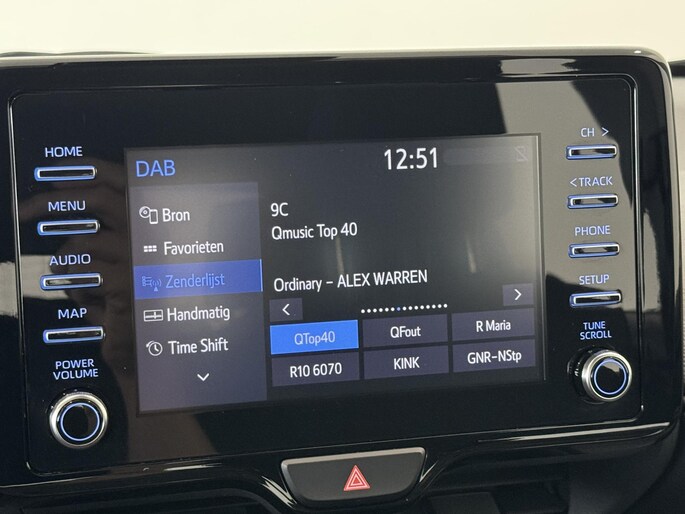 HOME
MENU
AUDIO
MAP
POWER
VOLUME
DAB
12:51
Bron
Favorieten
Zenderlijst
Handmatig
Time Shift
9C
Qmusic Top 40
Ordinary - ALEX WARREN
QTop40
QFout
R Maria
R10 6070
KINK
GNR-NStp
CH >
< TRACK
PHONE
SETUP
TUNE
SCROLL